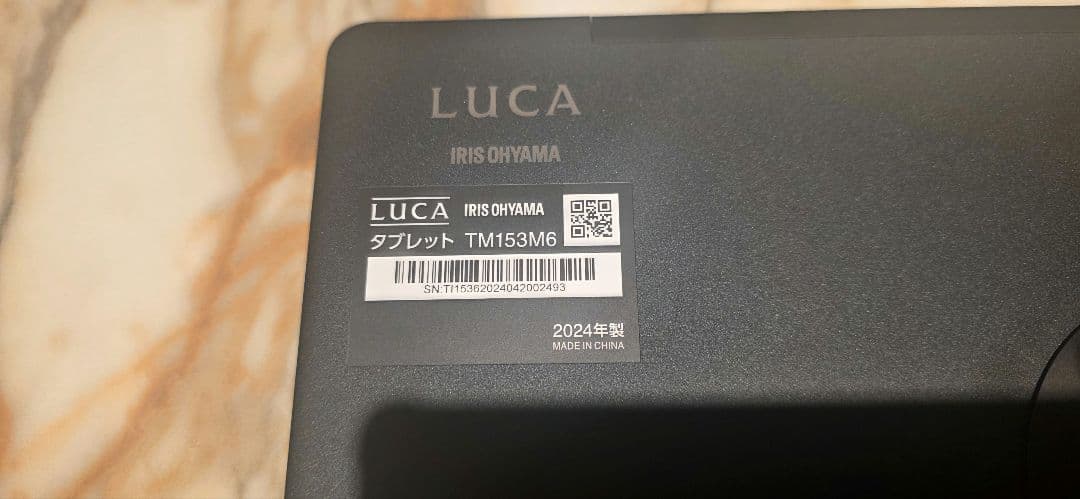 LUCA
IRIS OHYAMA
LUCA IRIS OHYAMA
タブレット TM153M6
SN:TI15362024042002493
2024年製
MADE IN CHINA